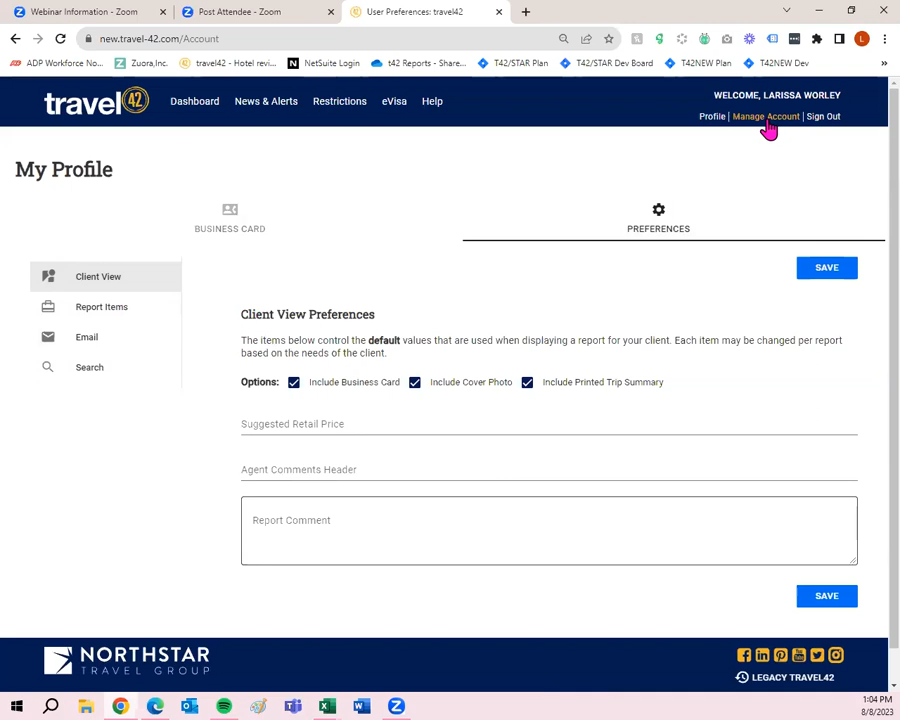 Webinar Information - Zoom
Post Attendee - Zoom
User Preferences: travel42
new.travel-42.com/Account
L
ADP Workforce No...
Zuora,Inc.
travel42 - Hotel revi...
NetSuite Login
t42 Reports - Share...
T42/STAR Plan
T42/STAR Dev Board
T42NEW Plan
T42NEW Dev
travel 42
Dashboard
News & Alerts
Restrictions
eVisa
Help
WELCOME, LARISSA WORLEY
Profile | Manage Account | Sign Out
My Profile
BUSINESS CARD
PREFERENCES
Client View
Report Items
Email
Search
SAVE
Client View Preferences
The items below control the default values that are used when displaying a report for your client. Each item may be changed per report
based on the needs of the client.
Options: Include Business Card Include Cover Photo Include Printed Trip Summary
Suggested Retail Price
Agent Comments Header
Report Comment
SAVE
NORTHSTAR
TRAVEL GROUP
LEGACY TRAVEL42
1:04 PM
8/8/2023